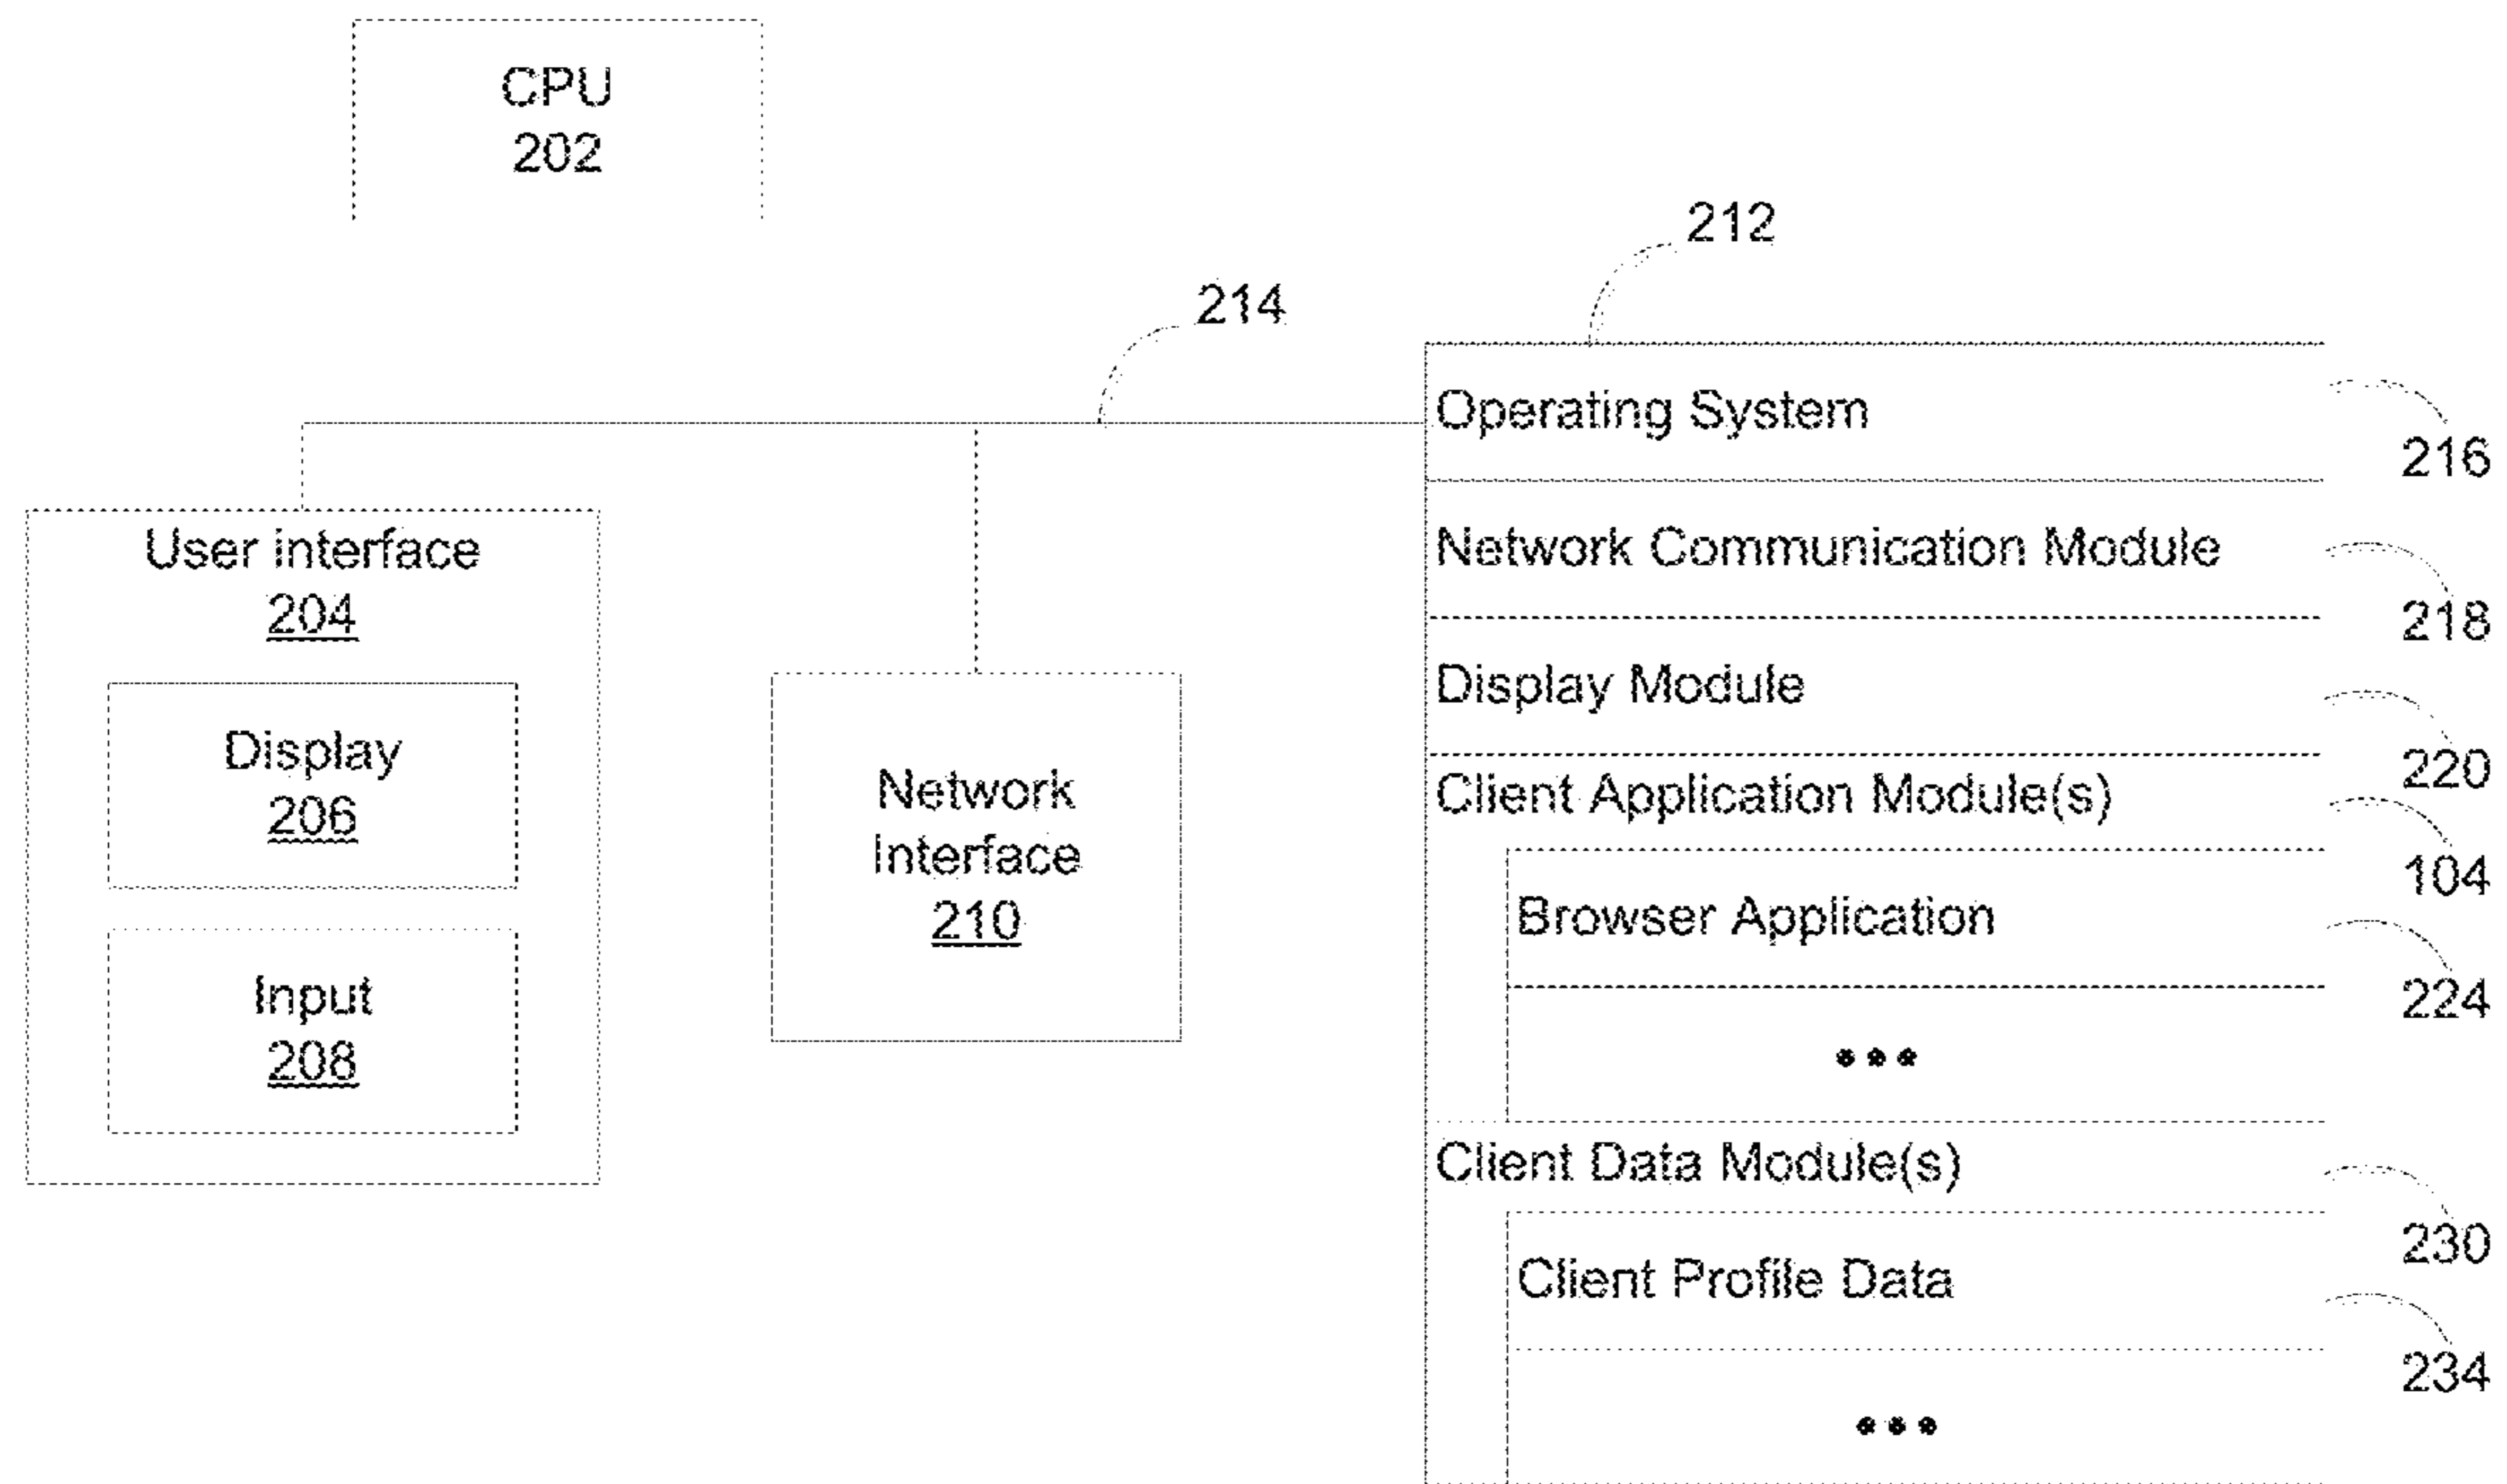 CPU
202
212
214
Operating System
216
Network Communication Module
218
Display Module
220
Client Application Module(s)
104
Browser Application
224
•••
Client Data Module(s)
230
Client Profile Data
234
•••
User interface
204
Display
206
Input
208
Network
Interface
210